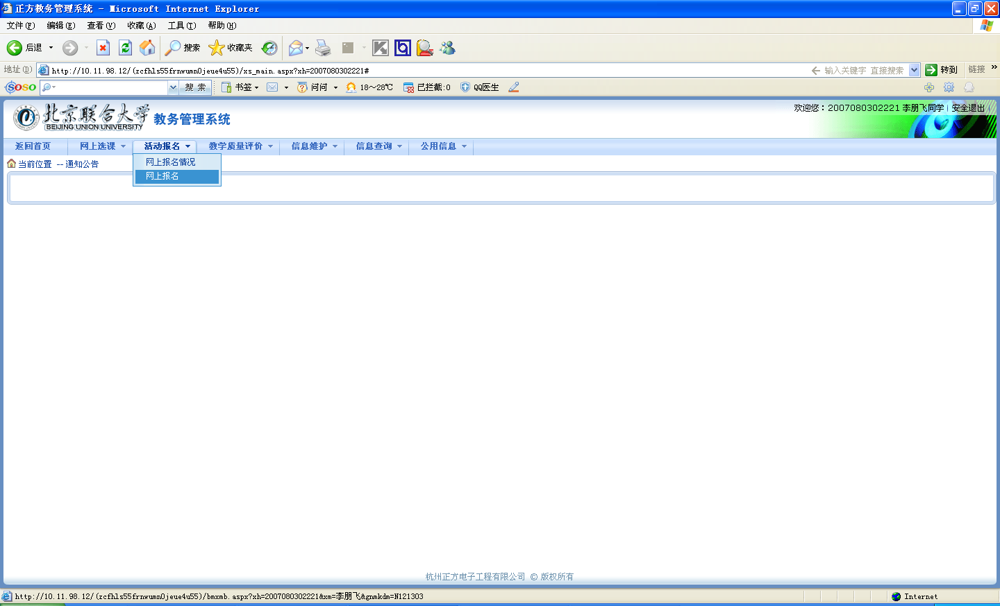 正方教务管理系统 - Microsoft Internet Explorer
文件(F) 编辑(E) 查看(V) 收藏(A) 工具(T) 帮助(H)
后退 搜索 收藏夹
地址(D) http://10.11.98.12/(zcfhls55frnwumn0jeue4u55)/xs_main.aspx?xh=2007080302221# 输入关键字 直接搜索 转到 链接 »
SOSO 搜 索 书签 问问 18～28℃ 已拦截:0 QQ医生
北京联合大学
BEIJING UNION UNIVERSITY
教务管理系统
欢迎您：2007080302221 李朋飞同学 | 安全退出
返回首页 网上选课 活动报名 教学质量评价 信息维护 信息查询 公用信息
网上报名情况
网上报名
当前位置 -- 通知公告
杭州正方电子工程有限公司 © 版权所有
http://10.11.98.12/(zcfhls55frnwumn0jeue4u55)/bmxmb.aspx?xh=2007080302221&xm=李朋飞&gnmkdm=N121303 Internet